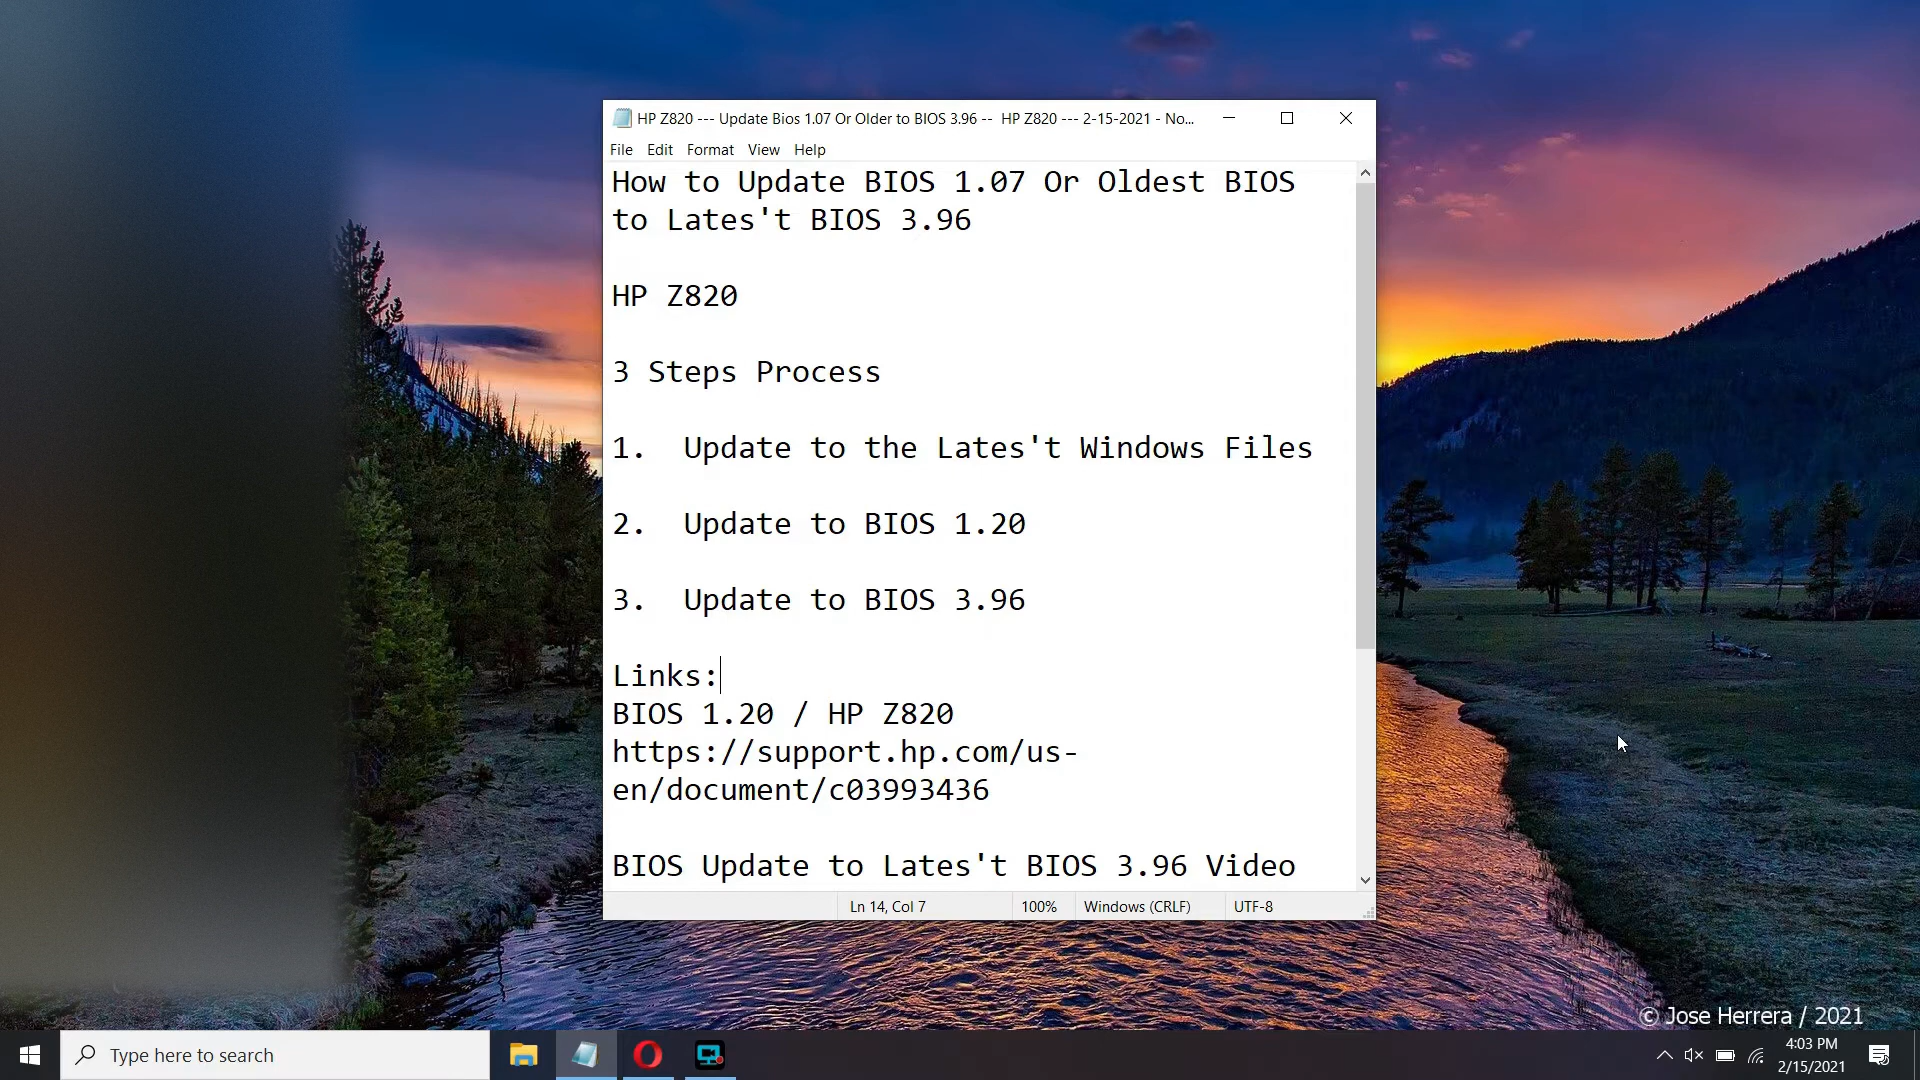 HP Z820 --- Update Bios 1.07 Or Older to BIOS 3.96 --  HP Z820 --- 2-15-2021 - No...
File Edit Format View Help
How to Update BIOS 1.07 Or Oldest BIOS
to Lates't BIOS 3.96
HP Z820
3 Steps Process
1.  Update to the Lates't Windows Files
2.  Update to BIOS 1.20
3.  Update to BIOS 3.96
Links:
BIOS 1.20 / HP Z820
https://support.hp.com/us-
en/document/c03993436
BIOS Update to Lates't BIOS 3.96 Video
Ln 14, Col 7 100% Windows (CRLF) UTF-8
© Jose Herrera / 2021
Type here to search
4:03 PM
2/15/2021